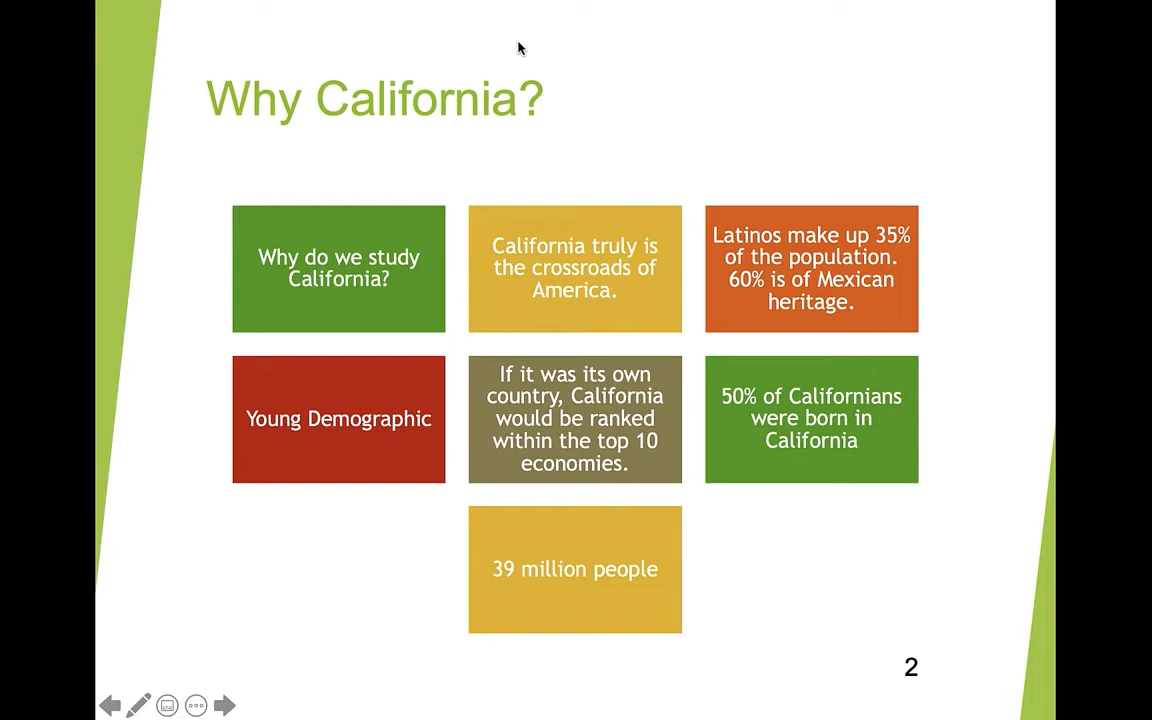 Why California?
Why do we study
California?
California truly is
the crossroads of
America.
Latinos make up 35%
of the population.
60% is of Mexican
heritage.
Young Demographic
If it was its own
country, California
would be ranked
within the top 10
economies.
50% of Californians
were born in
California
39 million people
2